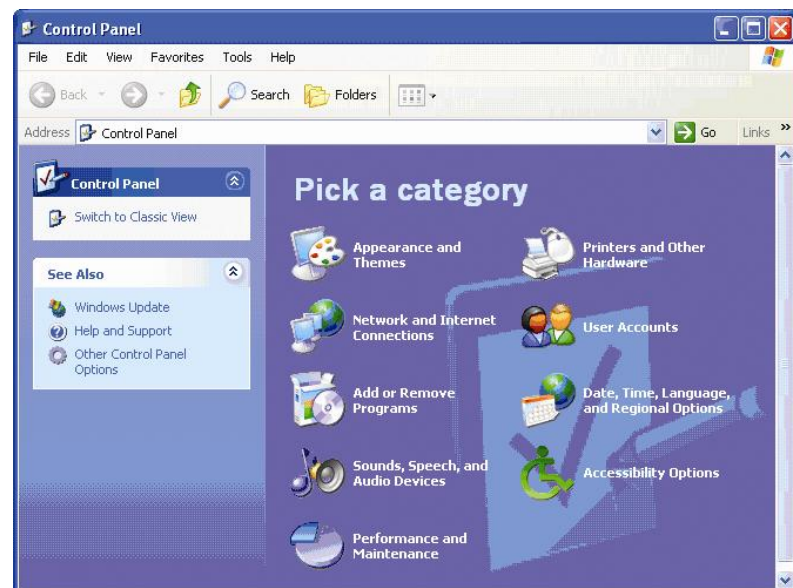 Control Panel
File Edit View Favorites Tools Help
Back Search Folders
Address Control Panel Go Links »
Control Panel
Switch to Classic View
See Also
Windows Update
Help and Support
Other Control Panel
Options
Pick a category
Appearance and
Themes
Printers and Other
Hardware
Network and Internet
Connections
User Accounts
Add or Remove
Programs
Date, Time, Language,
and Regional Options
Sounds, Speech, and
Audio Devices
Accessibility Options
Performance and
Maintenance